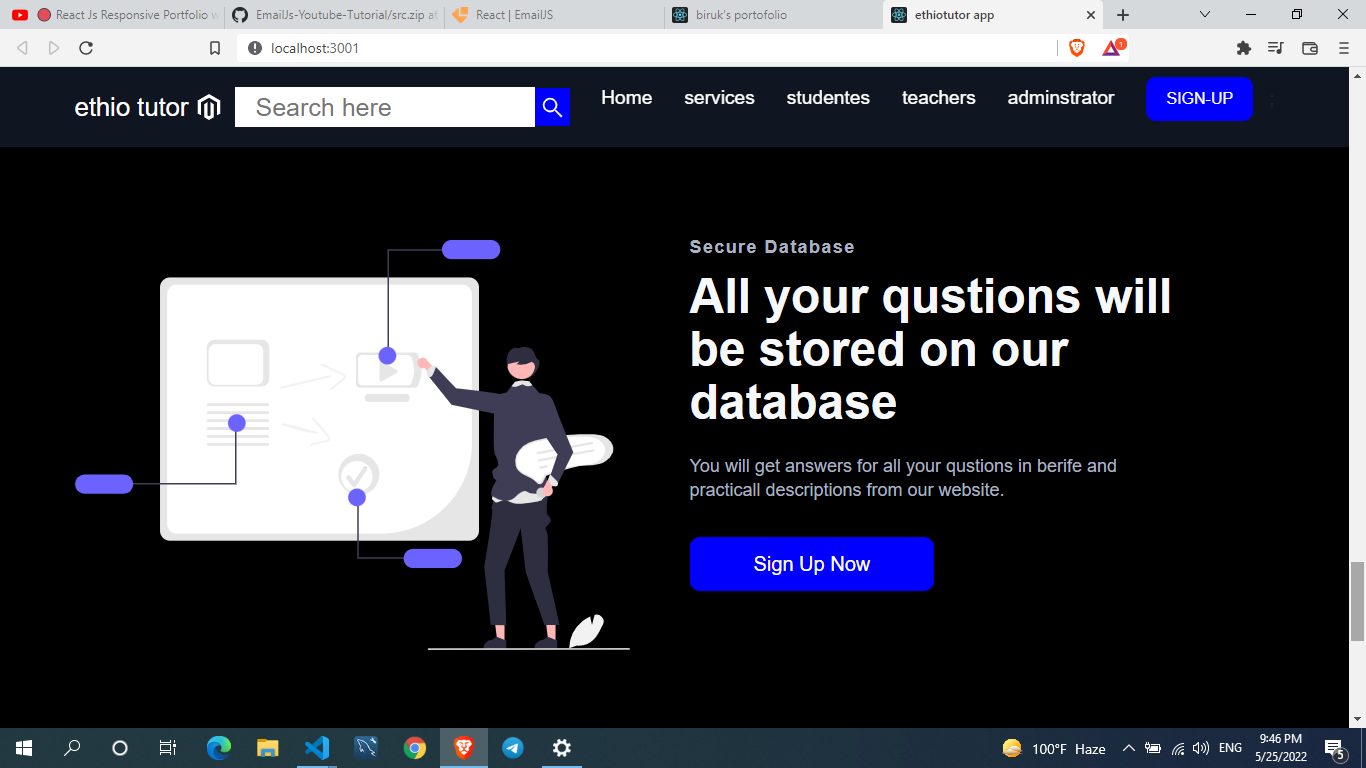 React Js Responsive Portfolio w
EmailJs-Youtube-Tutorial/src.zip at
React | EmailJS
biruk's portofolio
ethiotutor app
localhost:3001
1
ethio tutor
Search here
Home
services
studentes
teachers
adminstrator
SIGN-UP
Secure Database
All your qustions will
be stored on our
database
You will get answers for all your qustions in berife and
practicall descriptions from our website.
Sign Up Now
100°F Haze
ENG
9:46 PM
5/25/2022
5